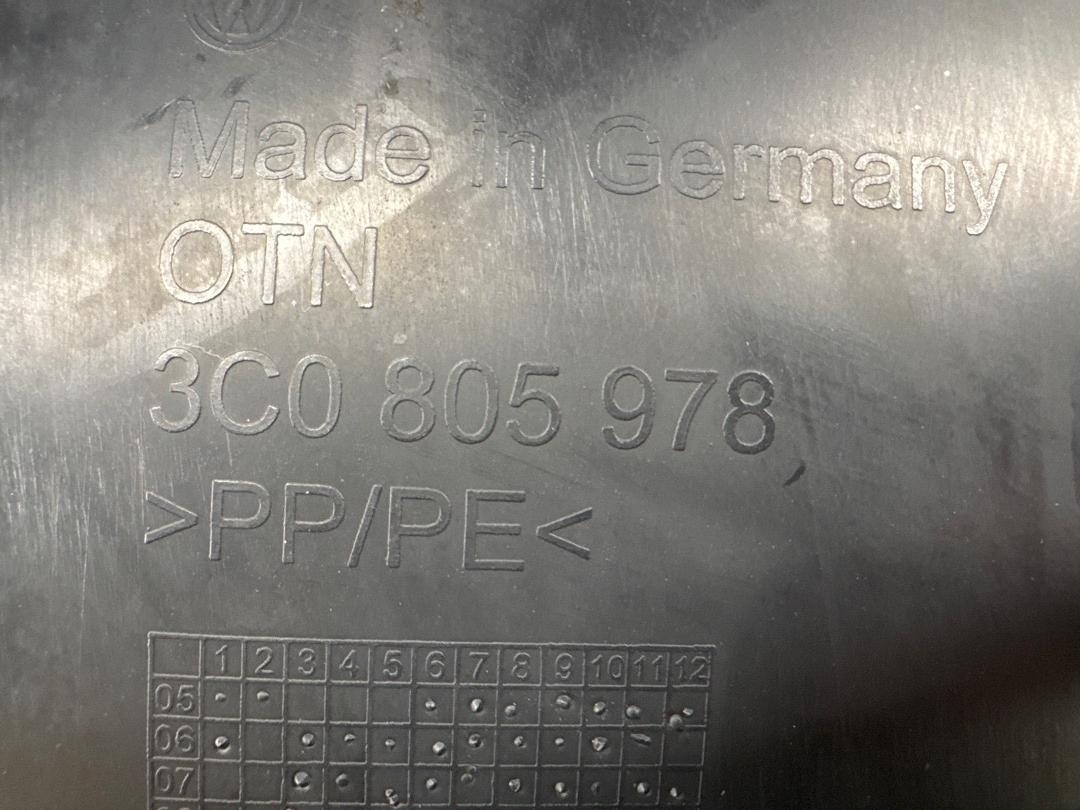 Made in Germany
OTN
3C0 805 978
>PP/PE<
1 2 3 4 5 6 7 8 9 10 11 12
05
06
07